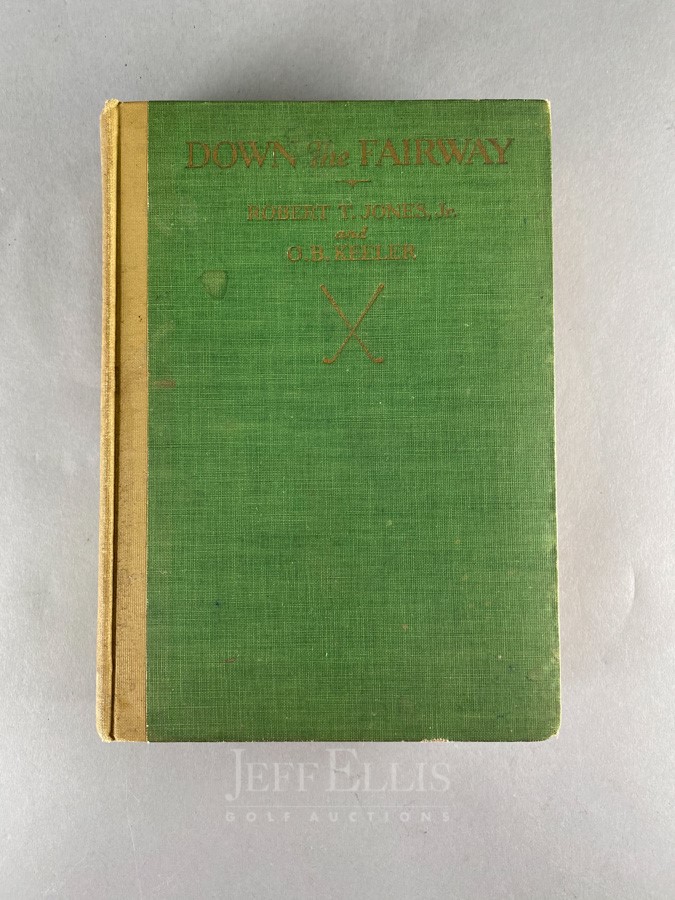 DOWN the FAIRWAY
ROBERT T. JONES, Jr.
and
O.B. KEELER
JEFF ELLIS
GOLF AUCTIONS